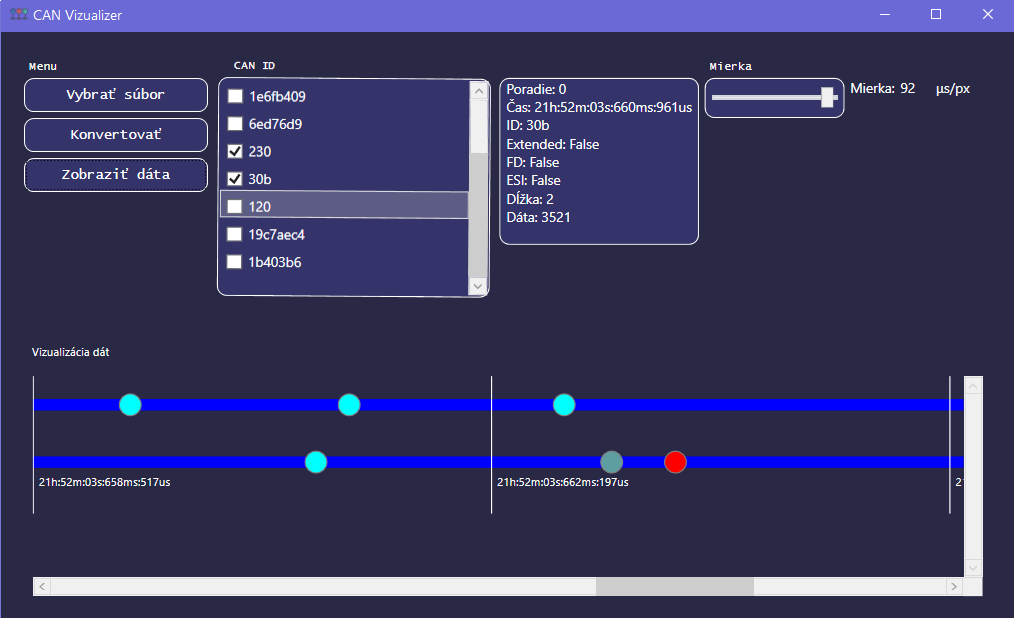 CAN Vizualizer
Menu
Vybrať súbor
Konvertovať
Zobraziť dáta
CAN ID
1e6fb409
6ed76d9
230
30b
120
19c7aec4
1b403b6
Poradie: 0
Čas: 21h:52m:03s:660ms:961us
ID: 30b
Extended: False
FD: False
ESI: False
Dĺžka: 2
Dáta: 3521
Mierka
Mierka: 92 µs/px
Vizualizácia dát
21h:52m:03s:658ms:517us
21h:52m:03s:662ms:197us